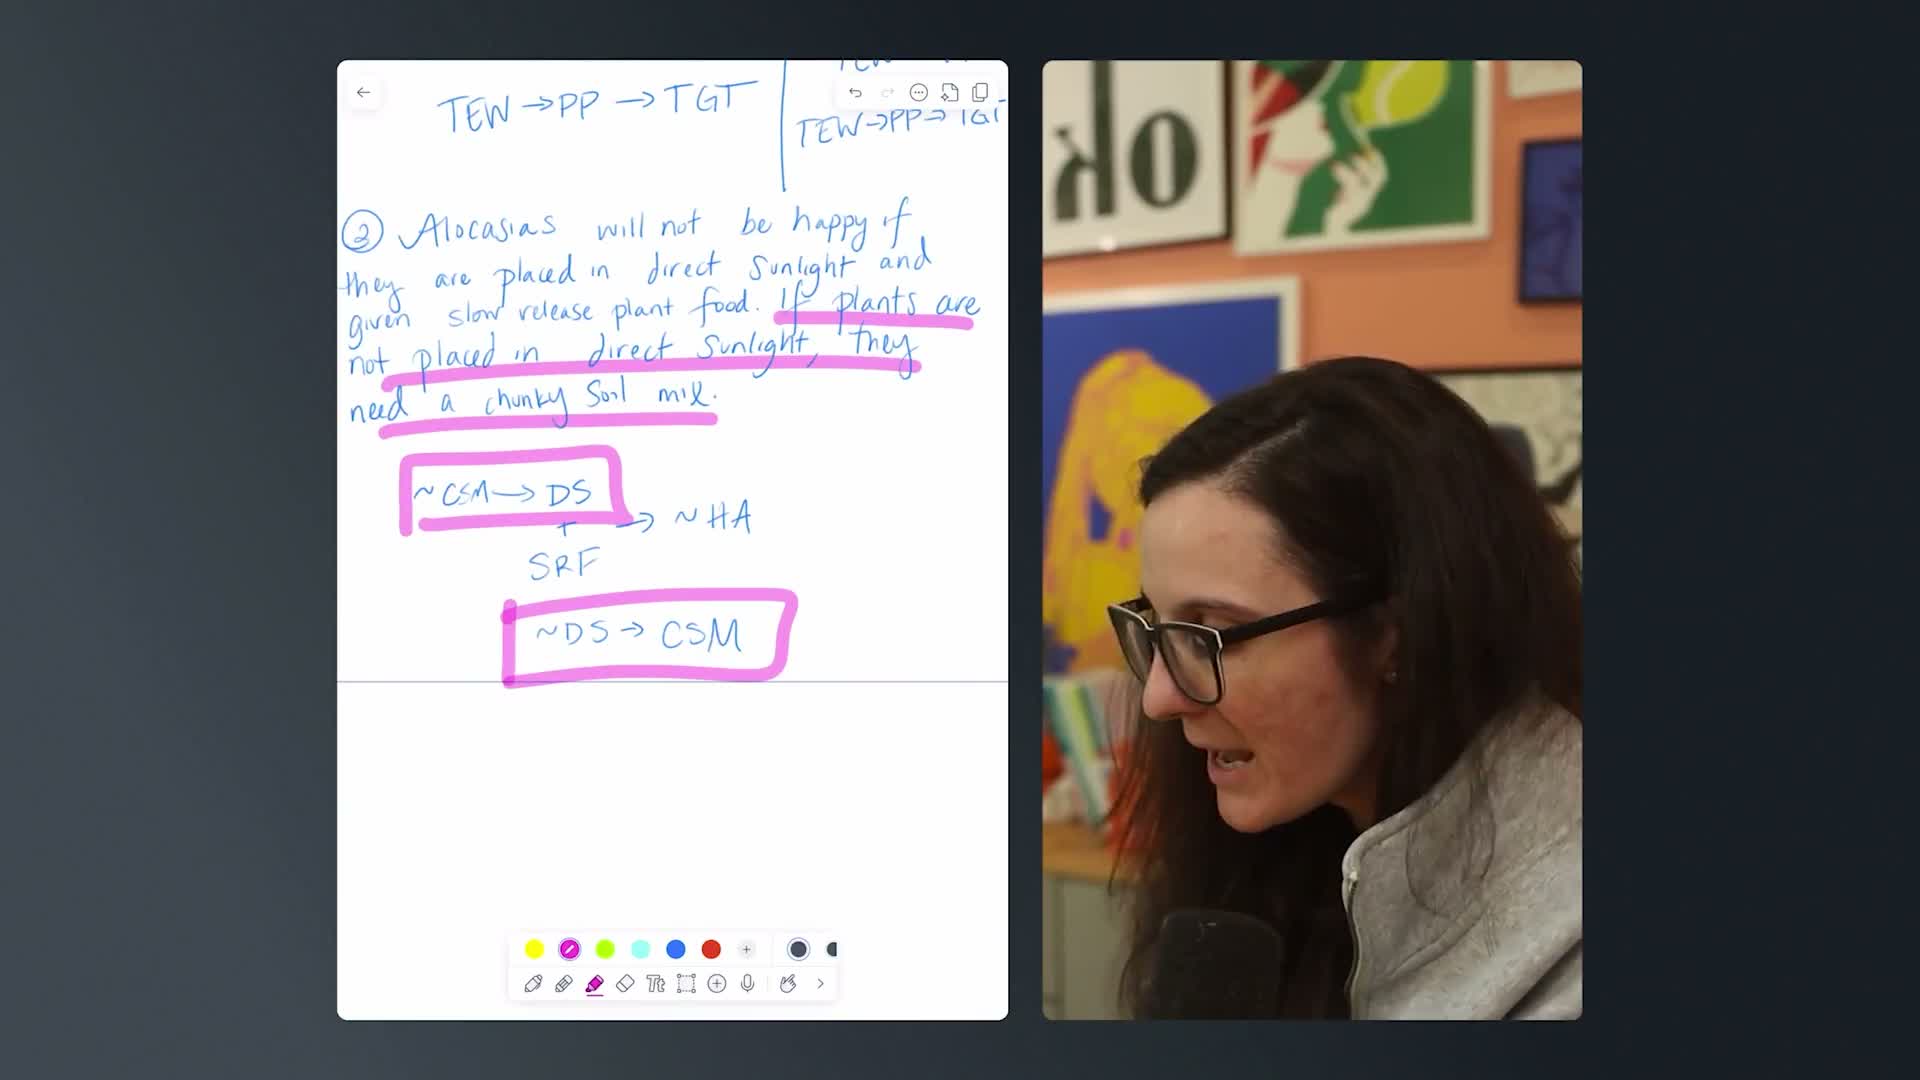 TEW → PP → TGT
TEW → PP → TGT
② Alocasias will not be happy if
they are placed in direct sunlight and
given slow release plant food. If plants are
not placed in direct sunlight, they
need a chunky soil mix.
~CSM → DS
+ → ~HA
SRF
~DS → CSM
Tt
ok